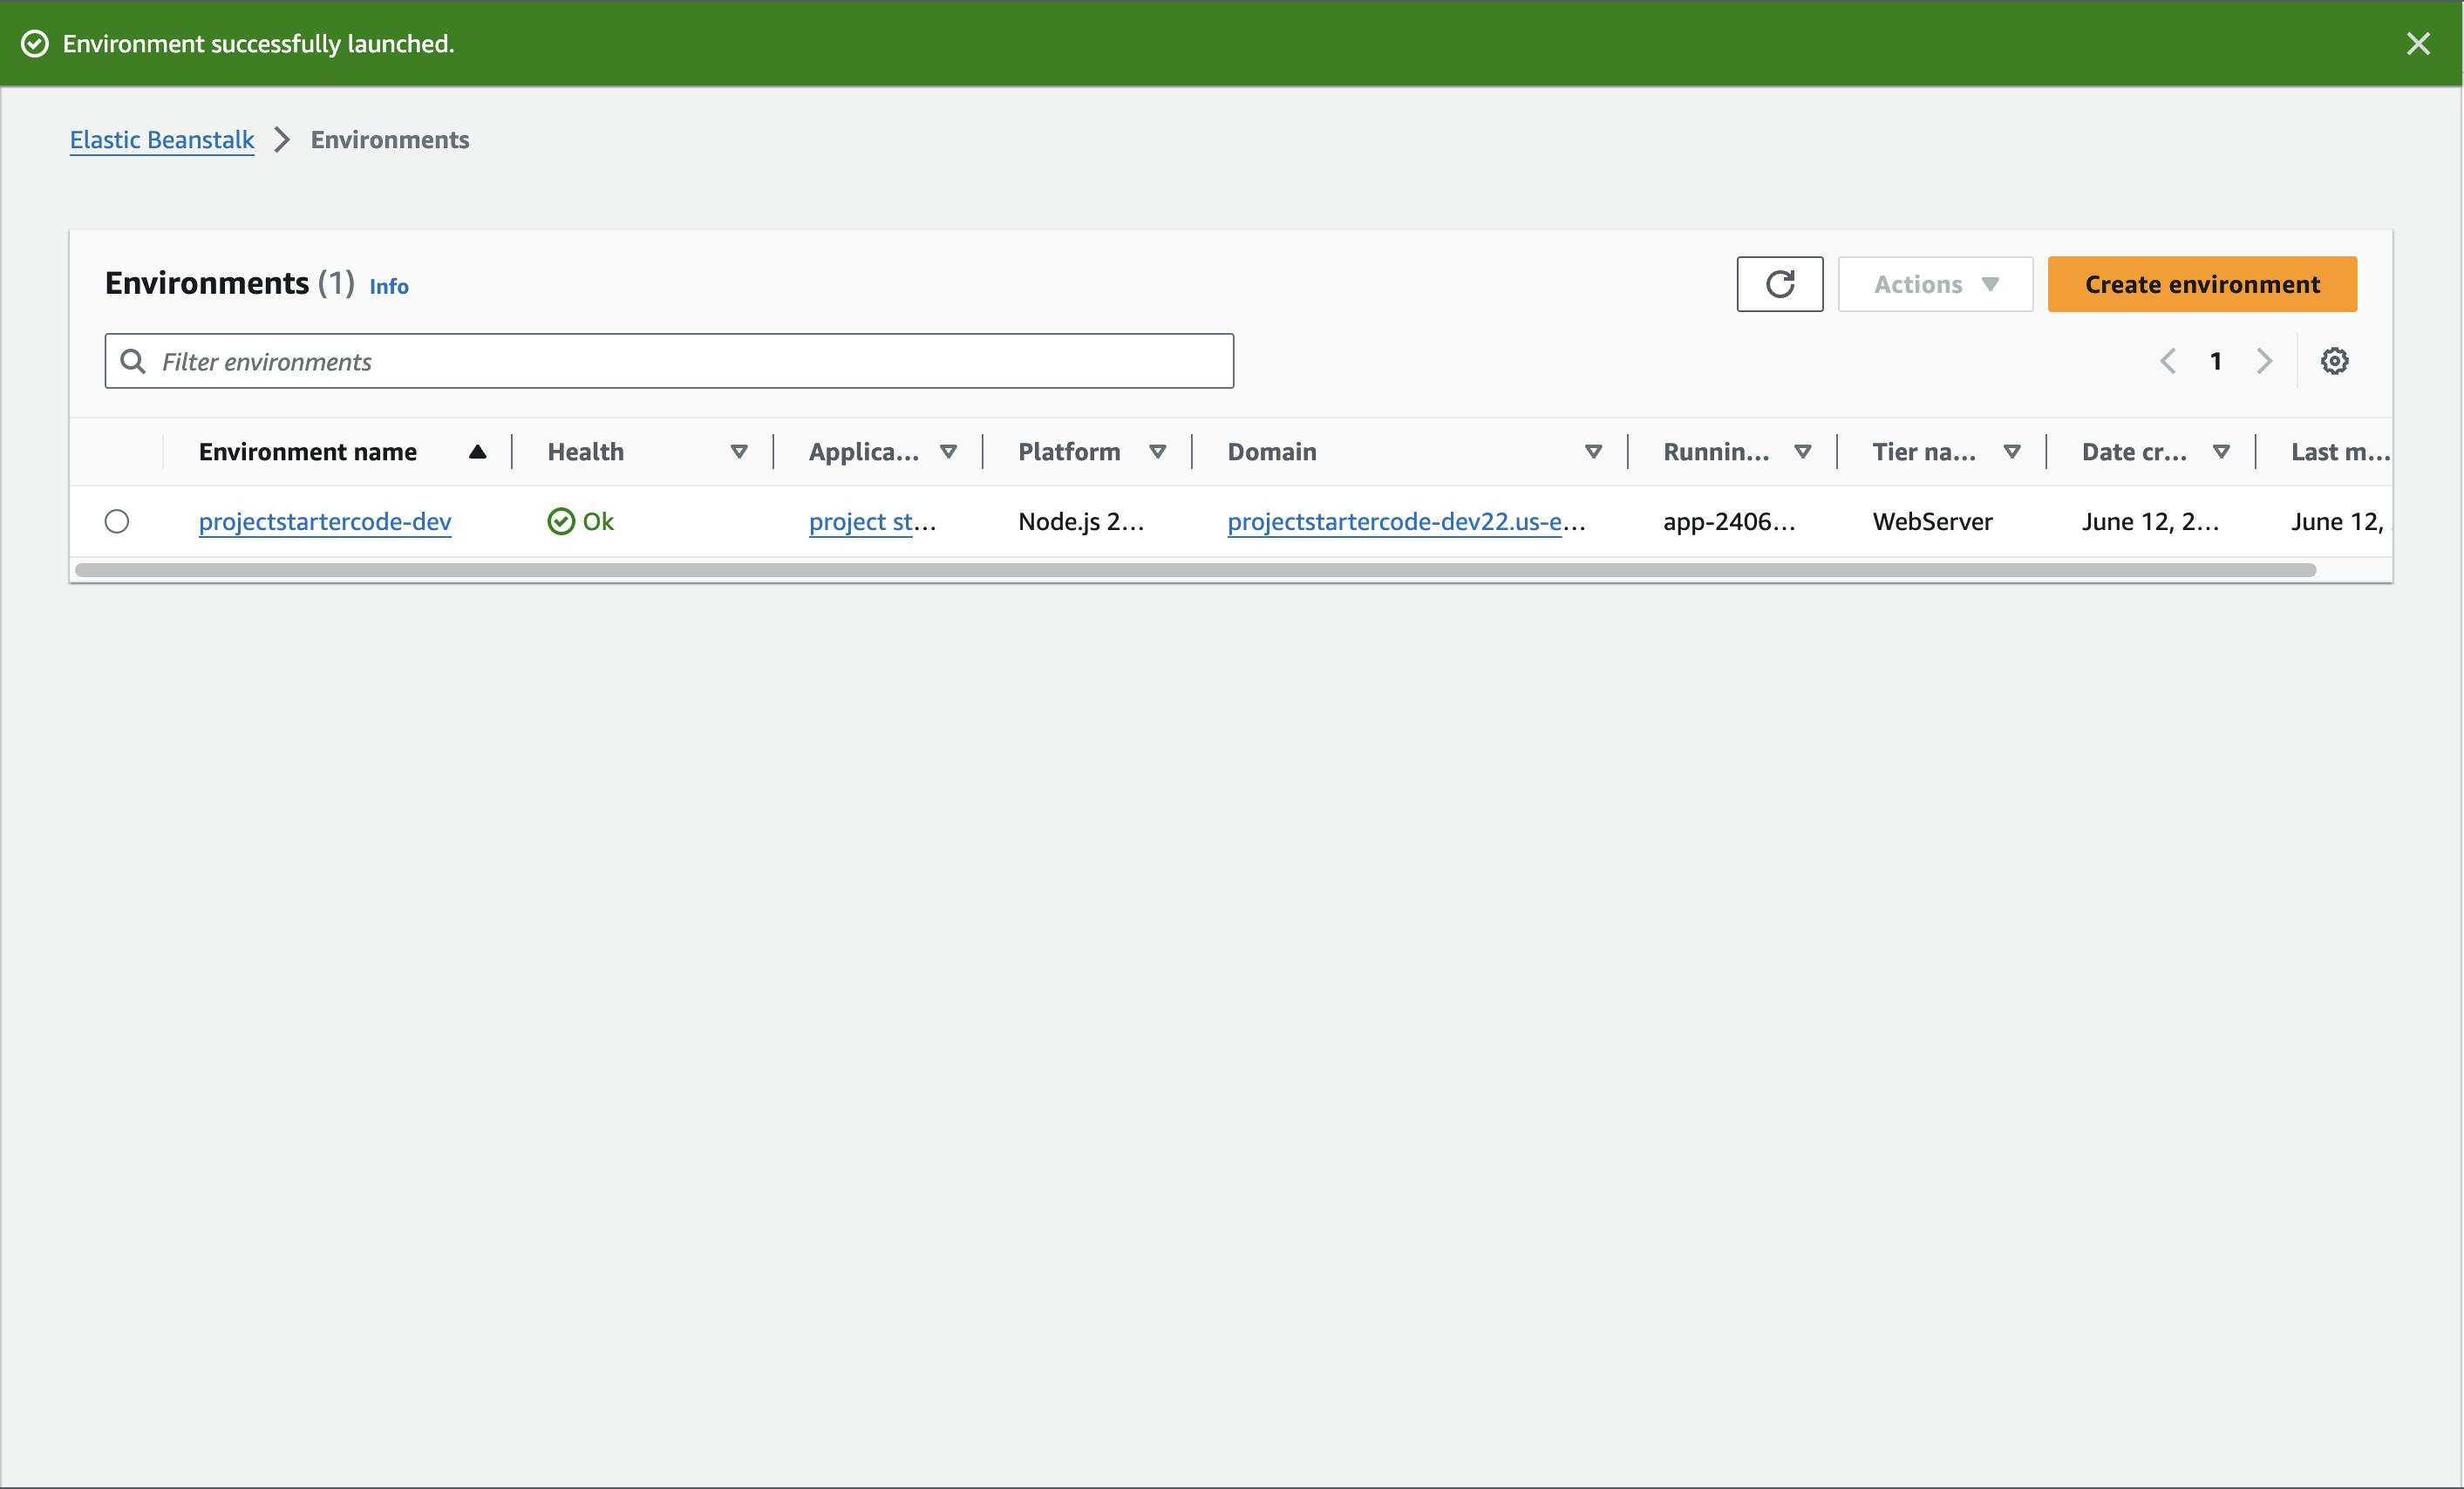 Environment successfully launched.
Elastic Beanstalk Environments
Environments (1) Info
Actions Create environment
Filter environments 1
Environment name Health Applica... Platform Domain Runnin... Tier na... Date cr... Last m...
projectstartercode-dev Ok project st... Node.js 2... projectstartercode-dev22.us-e... app-2406... WebServer June 12, 2... June 12,